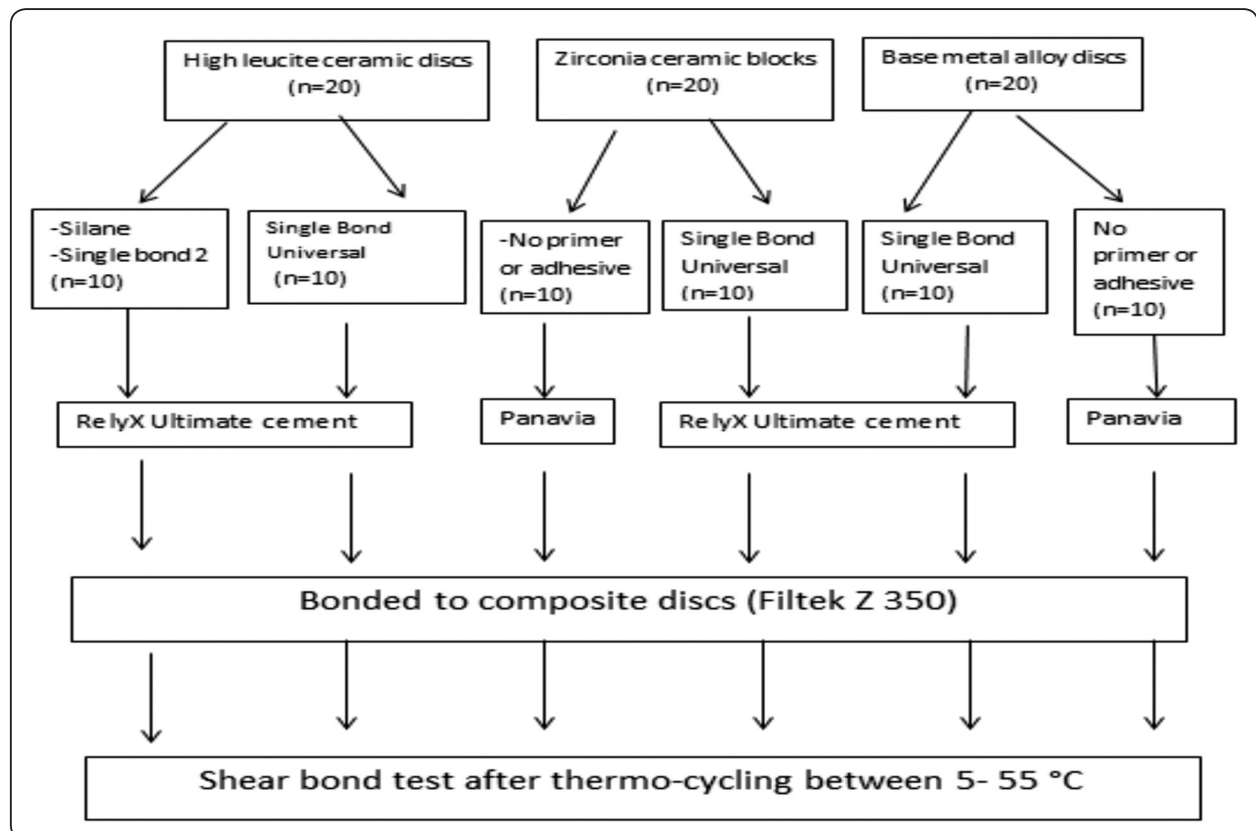 High leucite ceramic discs
(n=20)
Zirconia ceramic blocks
(n=20)
Base metal alloy discs
(n=20)
-Silane
-Single bond 2
(n=10)
Single Bond
Universal
(n=10)
-No primer
or adhesive
(n=10)
Single Bond
Universal
(n=10)
Single Bond
Universal
(n=10)
No
primer or
adhesive
(n=10)
RelyX Ultimate cement
Panavia
RelyX Ultimate cement
Panavia
Bonded to composite discs (Filtek Z 350)
Shear bond test after thermo-cycling between 5- 55 °C